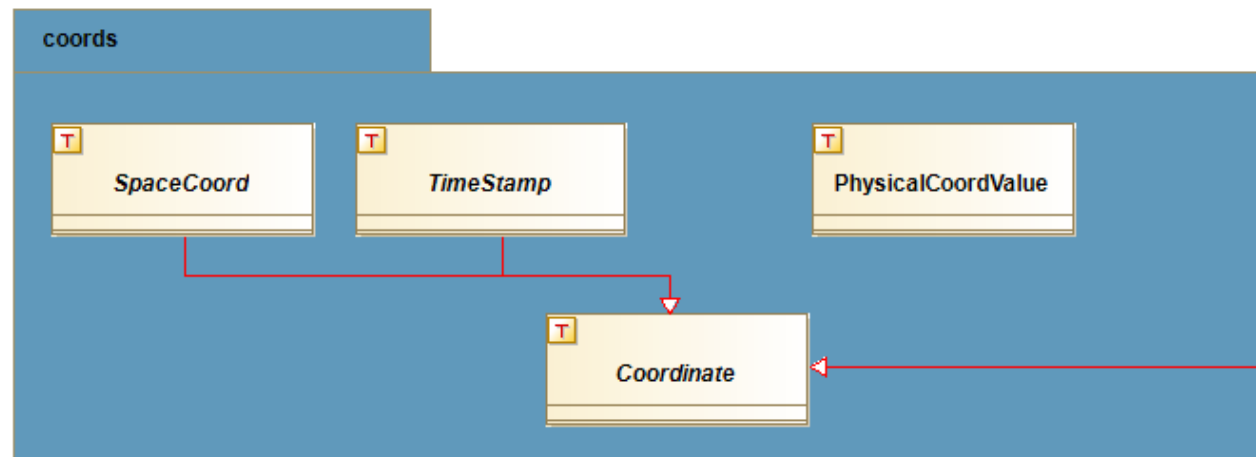 coords
T
SpaceCoord
T
TimeStamp
T
PhysicalCoordValue
T
Coordinate